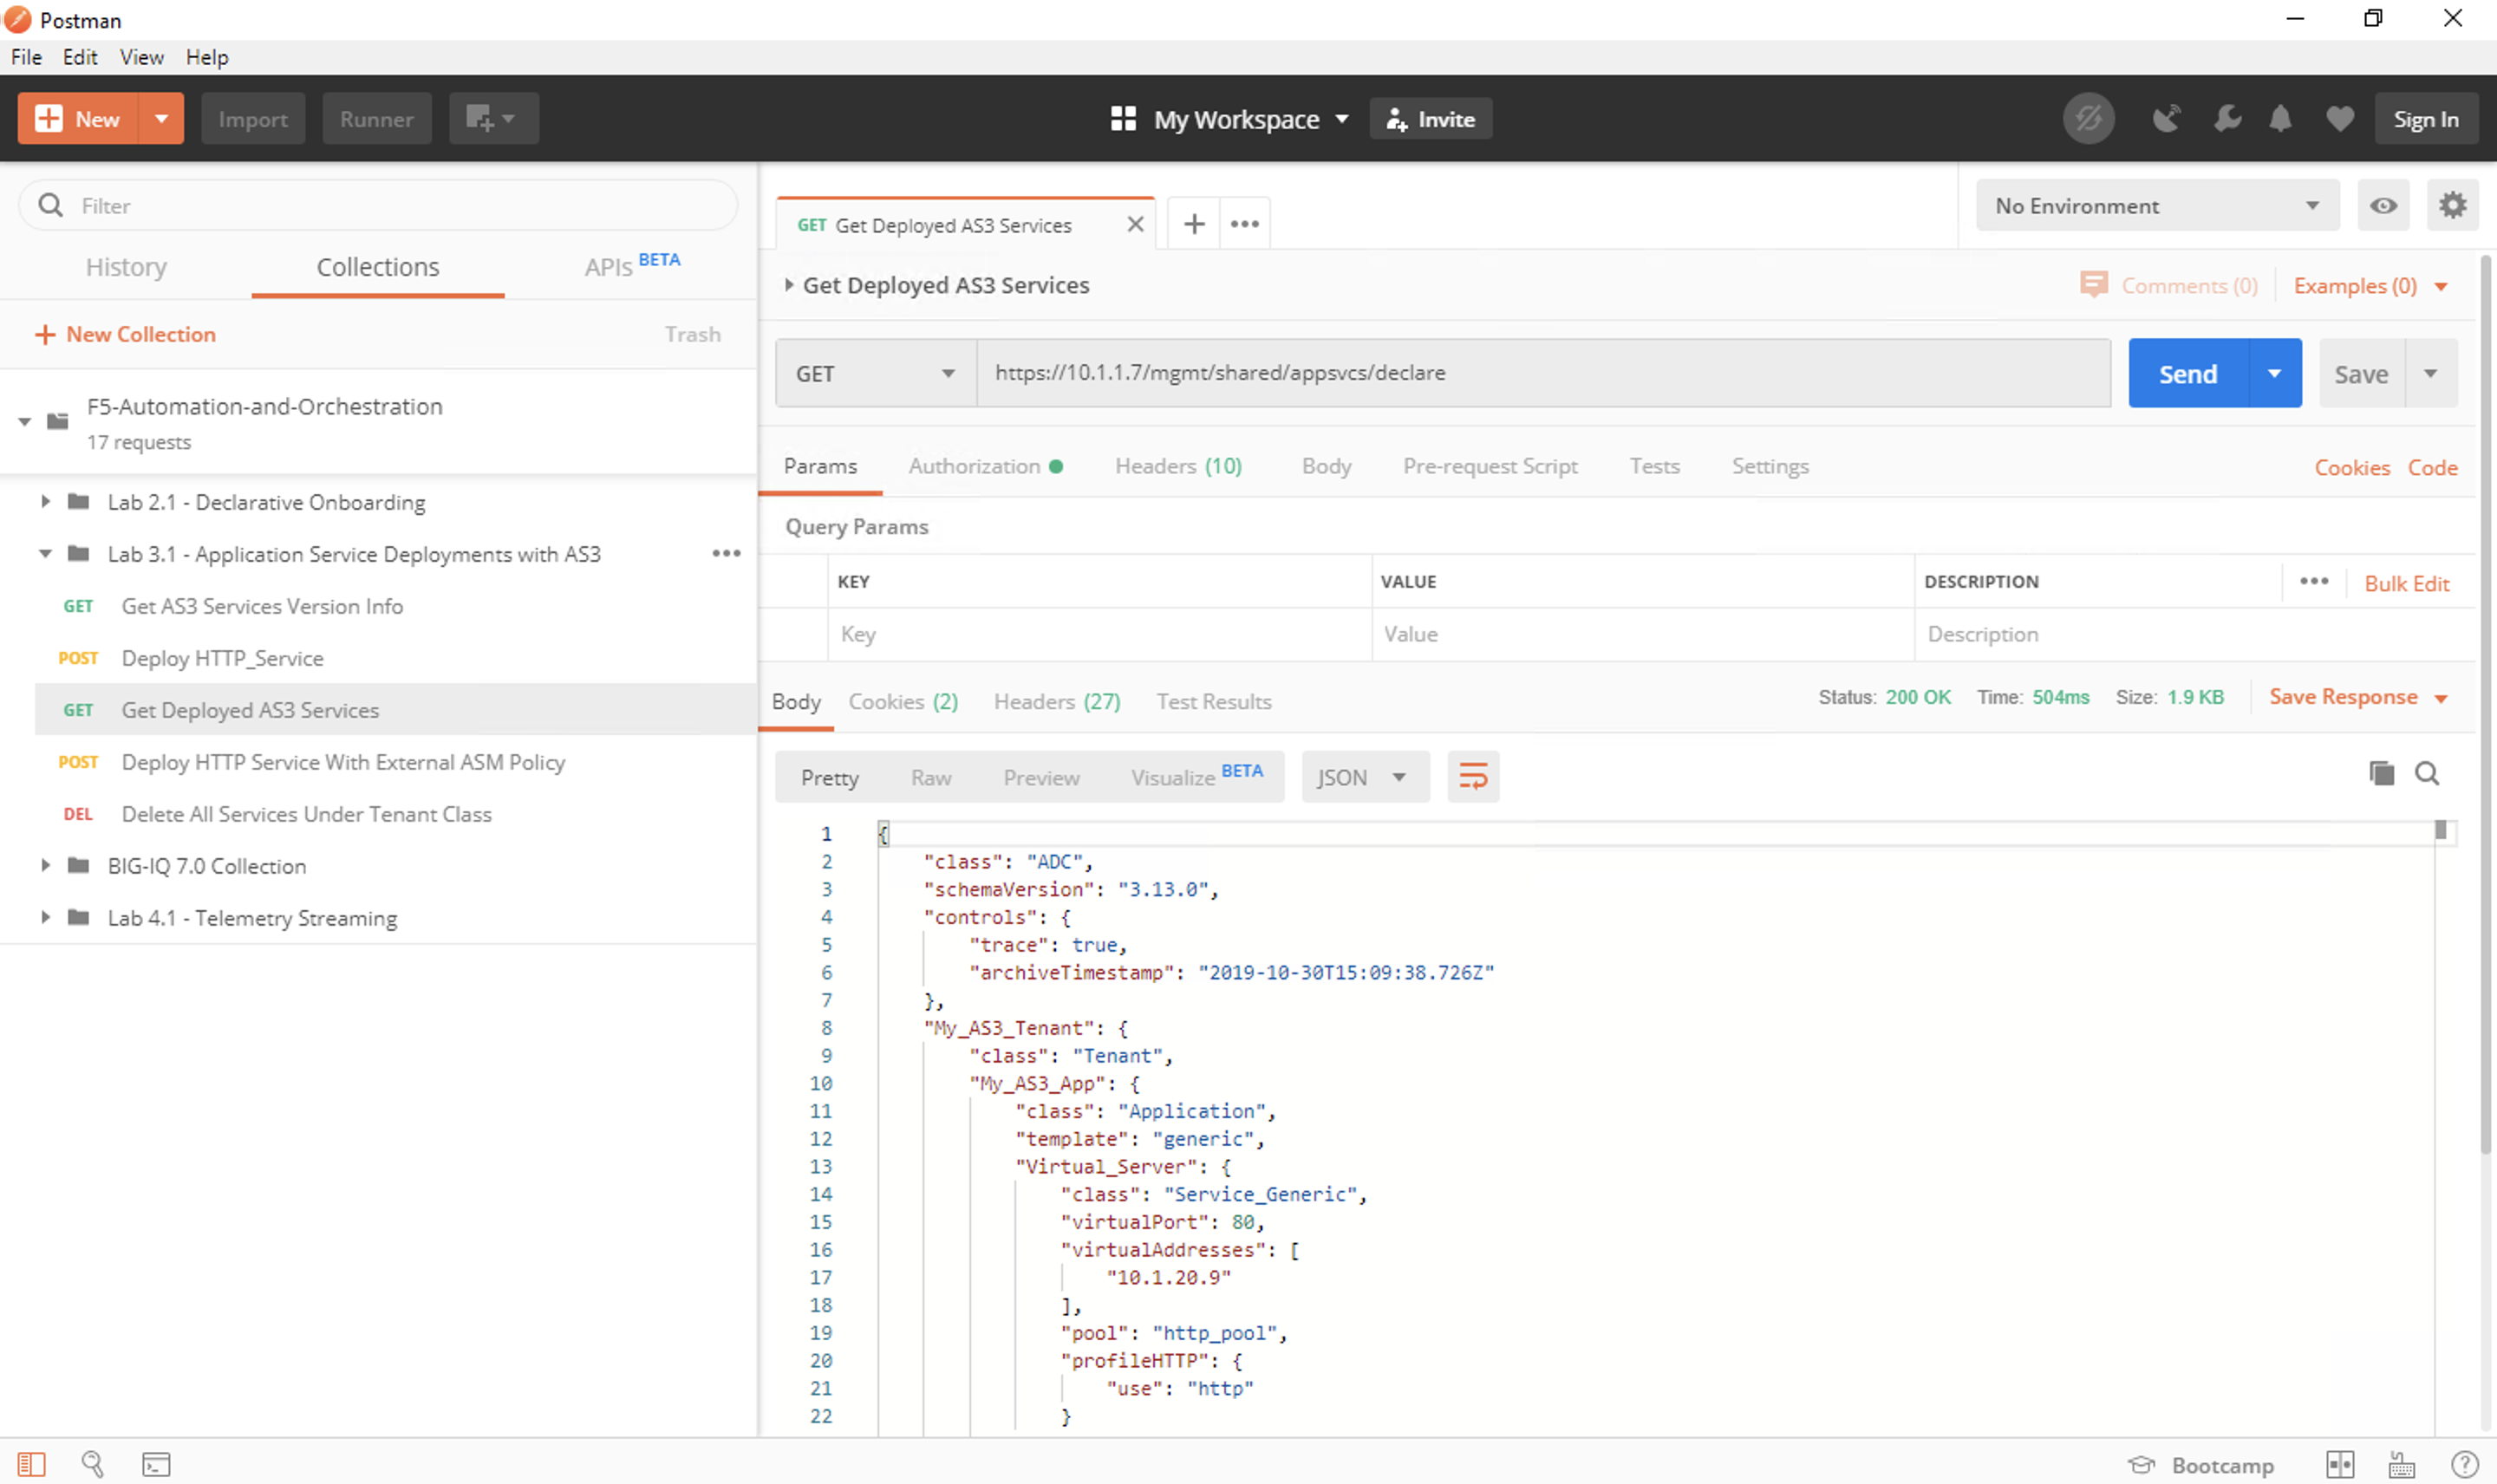 Postman
File Edit View Help
New Import Runner My Workspace Invite Sign In
Filter
History Collections APIs BETA
New Collection Trash
F5-Automation-and-Orchestration
17 requests
Lab 2.1 - Declarative Onboarding
Lab 3.1 - Application Service Deployments with AS3
GET Get AS3 Services Version Info
POST Deploy HTTP_Service
GET Get Deployed AS3 Services
POST Deploy HTTP Service With External ASM Policy
DEL Delete All Services Under Tenant Class
BIG-IQ 7.0 Collection
Lab 4.1 - Telemetry Streaming
GET Get Deployed AS3 Services
No Environment
Get Deployed AS3 Services
Comments (0) Examples (0)
GET https://10.1.1.7/mgmt/shared/appsvcs/declare Send Save
Params Authorization Headers (10) Body Pre-request Script Tests Settings Cookies Code
Query Params
KEY VALUE DESCRIPTION Bulk Edit
Key Value Description
Body Cookies (2) Headers (27) Test Results Status: 200 OK Time: 504ms Size: 1.9 KB Save Response
Pretty Raw Preview Visualize BETA JSON
1 {
2 "class": "ADC",
3 "schemaVersion": "3.13.0",
4 "controls": {
5 "trace": true,
6 "archiveTimestamp": "2019-10-30T15:09:38.726Z"
7 },
8 "My_AS3_Tenant": {
9 "class": "Tenant",
10 "My_AS3_App": {
11 "class": "Application",
12 "template": "generic",
13 "Virtual_Server": {
14 "class": "Service_Generic",
15 "virtualPort": 80,
16 "virtualAddresses": [
17 "10.1.20.9"
18 ],
19 "pool": "http_pool",
20 "profileHTTP": {
21 "use": "http"
22 }
Bootcamp